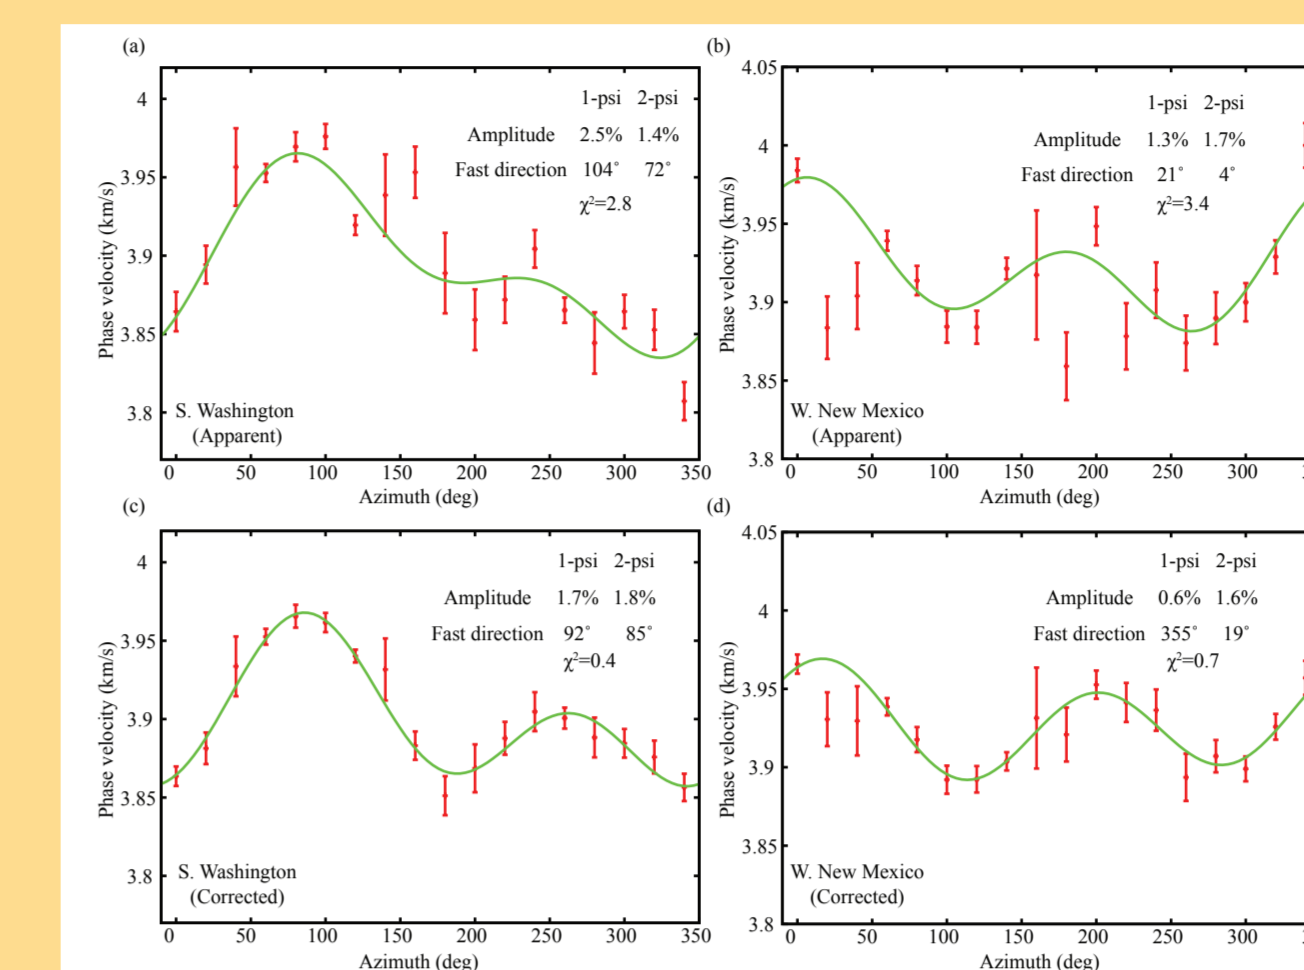 (a)
Phase velocity (km/s)
4
3.95
3.9
3.85
3.8
1-psi 2-psi
Amplitude 2.5% 1.4%
Fast direction 104˚ 72˚
χ²=2.8
S. Washington
(Apparent)
0 50 100 150 200 250 300 350
Azimuth (deg)
(b)
Phase velocity (km/s)
4.05
4
3.95
3.9
3.85
3.8
1-psi 2-psi
Amplitude 1.3% 1.7%
Fast direction 21˚ 4˚
χ²=3.4
W. New Mexico
(Apparent)
0 50 100 150 200 250 300
Azimuth (deg)
(c)
Phase velocity (km/s)
4
3.95
3.9
3.85
3.8
1-psi 2-psi
Amplitude 1.7% 1.8%
Fast direction 92˚ 85˚
χ²=0.4
S. Washington
(Corrected)
0 50 100 150 200 250 300 350
Azimuth (deg)
(d)
Phase velocity (km/s)
4.05
4
3.95
3.9
3.85
3.8
1-psi 2-psi
Amplitude 0.6% 1.6%
Fast direction 355˚ 19˚
χ²=0.7
W. New Mexico
(Corrected)
0 50 100 150 200 250 300
Azimuth (deg)